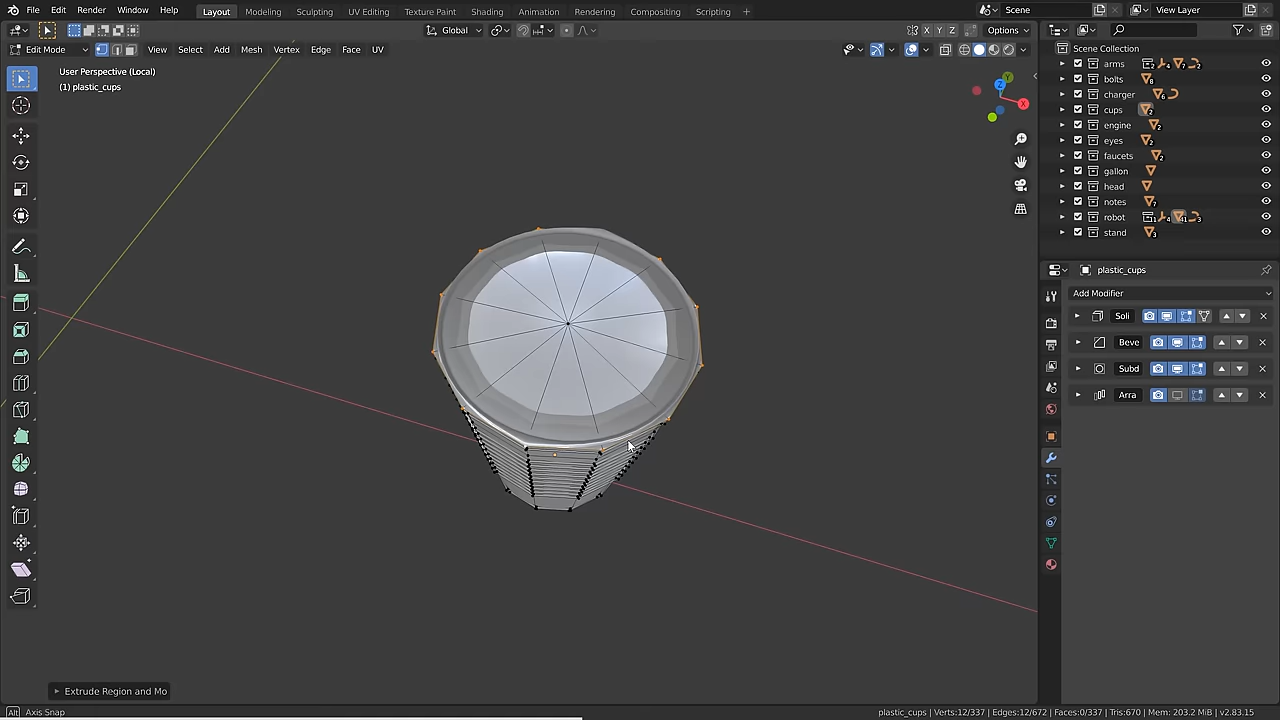 File Edit Render Window Help Layout Modeling Sculpting UV Editing Texture Paint Shading Animation Rendering Compositing Scripting + Scene View Layer
Global X Y Z Options
Edit Mode View Select Add Mesh Vertex Edge Face UV
Scene Collection
User Perspective (Local)
(1) plastic_cups
arms
bolts
charger
cups
engine
eyes
faucets
gallon
head
notes
robot
stand
plastic_cups
Add Modifier
Soli
Beve
Subd
Arra
Extrude Region and Mo
Alt Axis Snap
plastic_cups | Verts:12/337 | Edges:12/672 | Faces:0/337 | Tris:670 | Mem: 203.2 MiB | v2.83.15